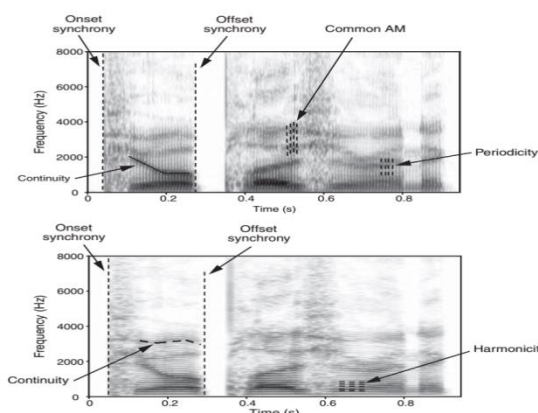 Onset
synchrony
Offset
synchrony
Common AM
8000
6000
4000
2000
0
Frequency (Hz)
Continuity
Periodicity
0
0.2
0.4
0.6
0.8
Time (s)
Onset
synchrony
Offset
synchrony
8000
6000
4000
2000
0
Frequency (Hz)
Continuity
Harmonicit
0
0.2
0.4
0.6
0.8
Time (s)